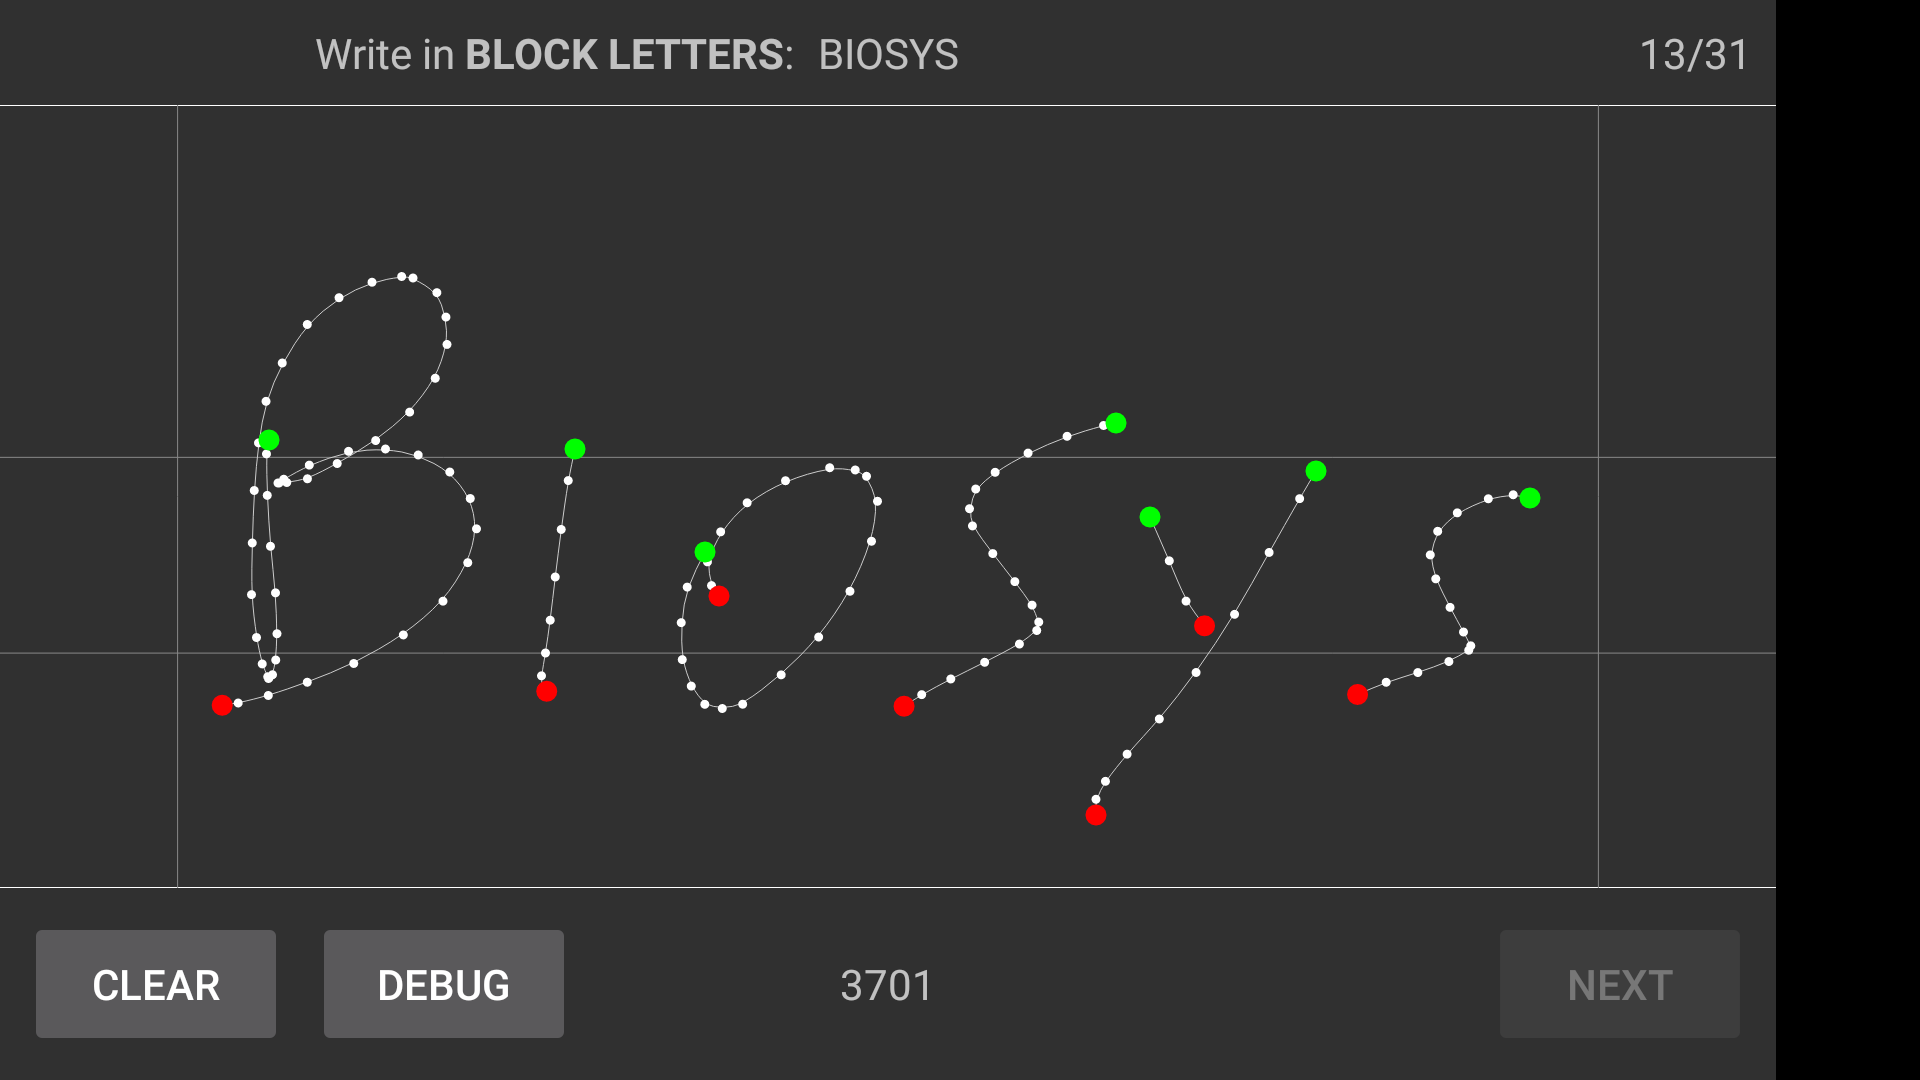 Write in BLOCK LETTERS: BIOSYS 13/31
BIOSYS
CLEAR DEBUG 3701 NEXT